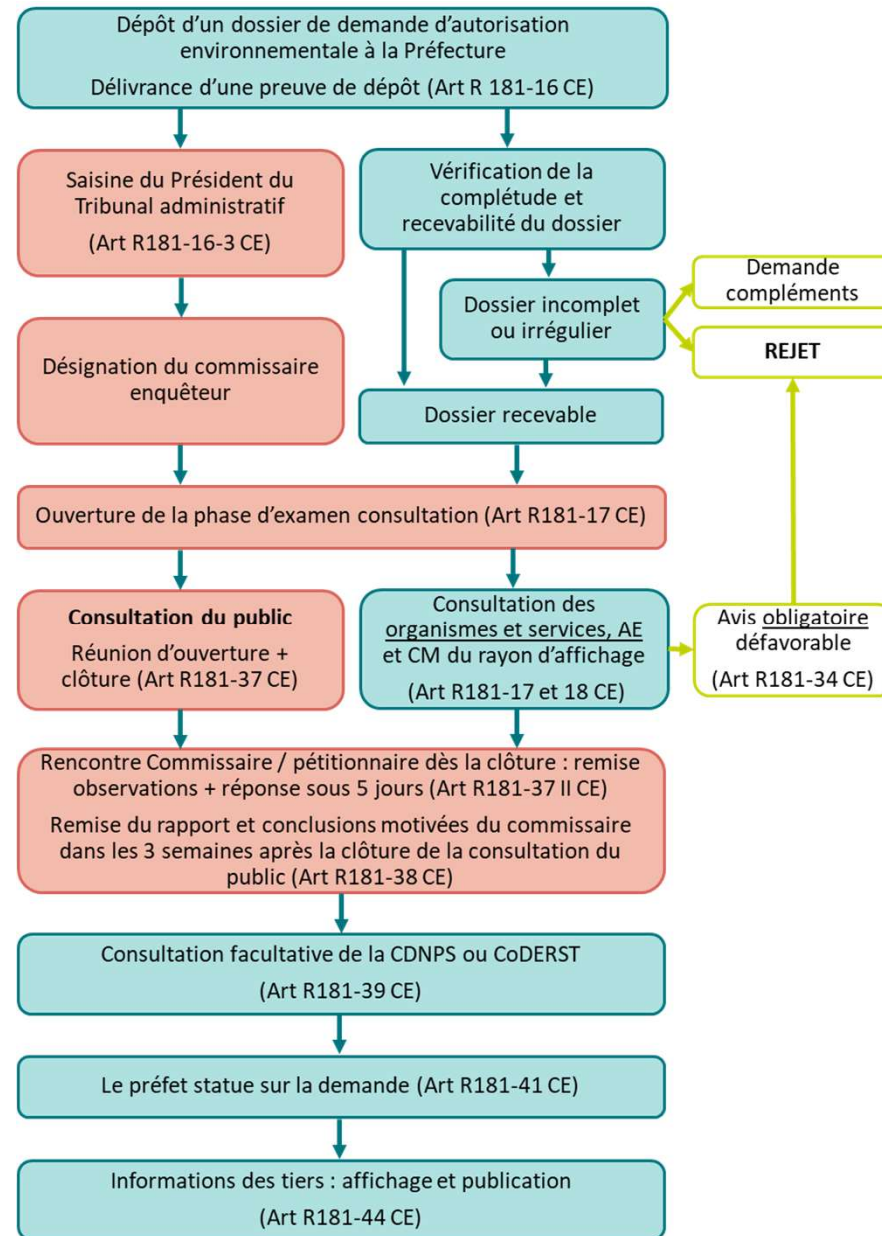 Dépôt d’un dossier de demande d’autorisation
environnementale à la Préfecture
Délivrance d’une preuve de dépôt (Art R 181-16 CE)
Saisine du Président du
Tribunal administratif
(Art R181-16-3 CE)
Vérification de la
complétude et
recevabilité du dossier
Demande
compléments
Dossier incomplet
ou irrégulier
REJET
Désignation du commissaire
enquêteur
Dossier recevable
Ouverture de la phase d’examen consultation (Art R181-17 CE)
Consultation du public
Réunion d’ouverture +
clôture (Art R181-37 CE)
Consultation des
organismes et services, AE
et CM du rayon d’affichage
(Art R181-17 et 18 CE)
Avis obligatoire
défavorable
(Art R181-34 CE)
Rencontre Commissaire / pétitionnaire dès la clôture : remise
observations + réponse sous 5 jours (Art R181-37 II CE)
Remise du rapport et conclusions motivées du commissaire
dans les 3 semaines après la clôture de la consultation du
public (Art R181-38 CE)
Consultation facultative de la CDNPS ou CoDERST
(Art R181-39 CE)
Le préfet statue sur la demande (Art R181-41 CE)
Informations des tiers : affichage et publication
(Art R181-44 CE)